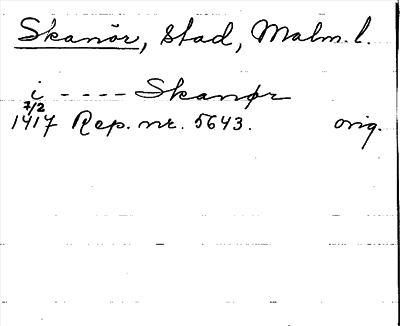 Skanör, stad, Malm. l.
i - - - - Skanør
7/2
1417 Rep. nr. 5643. orig.